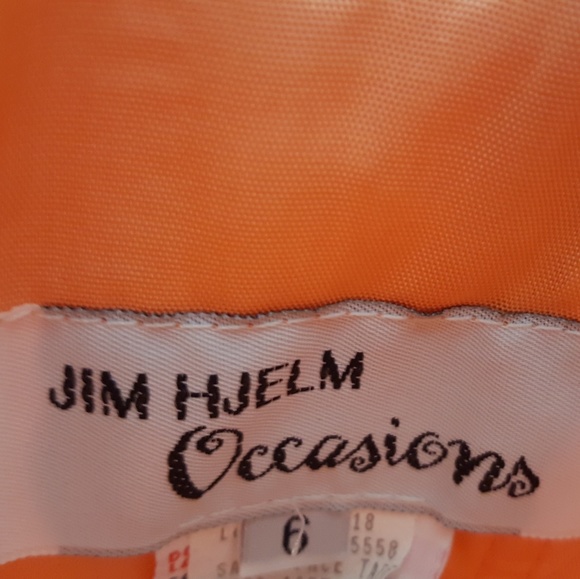 JIM HJELM
Occasions
6 18
5558